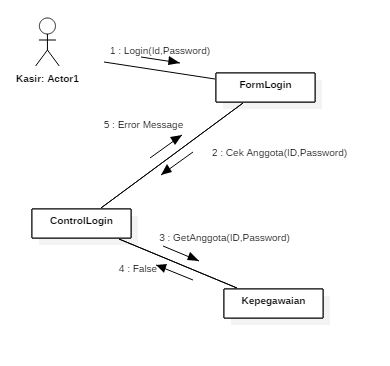 1 : Login(Id,Password)
Kasir: Actor1
FormLogin
5 : Error Message
2 : Cek Anggota(ID,Password)
ControlLogin
3 : GetAnggota(ID,Password)
4 : False
Kepegawaian